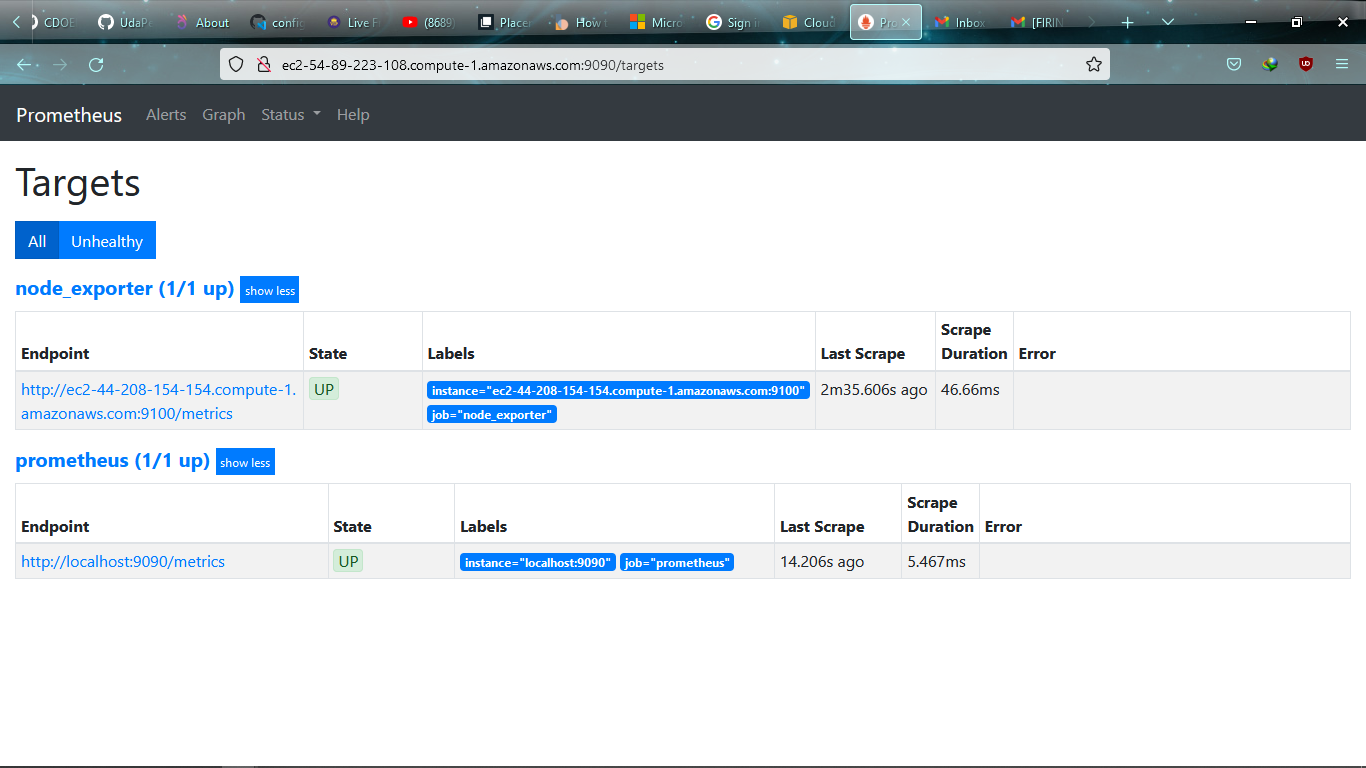 CDOE
UdaPe
About
config
Live F
(8689)
Placem
How t
Micro
Sign i
Cloud
Pro
Inbox
[FIRIN
ec2-54-89-223-108.compute-1.amazonaws.com:9090/targets
Prometheus Alerts Graph Status Help
Targets
All Unhealthy
node_exporter (1/1 up) show less
Endpoint State Labels Last Scrape Scrape Duration Error
http://ec2-44-208-154-154.compute-1. UP instance="ec2-44-208-154-154.compute-1.amazonaws.com:9100" 2m35.606s ago 46.66ms
amazonaws.com:9100/metrics job="node_exporter"
prometheus (1/1 up) show less
Endpoint State Labels Last Scrape Scrape Duration Error
http://localhost:9090/metrics UP instance="localhost:9090" job="prometheus" 14.206s ago 5.467ms